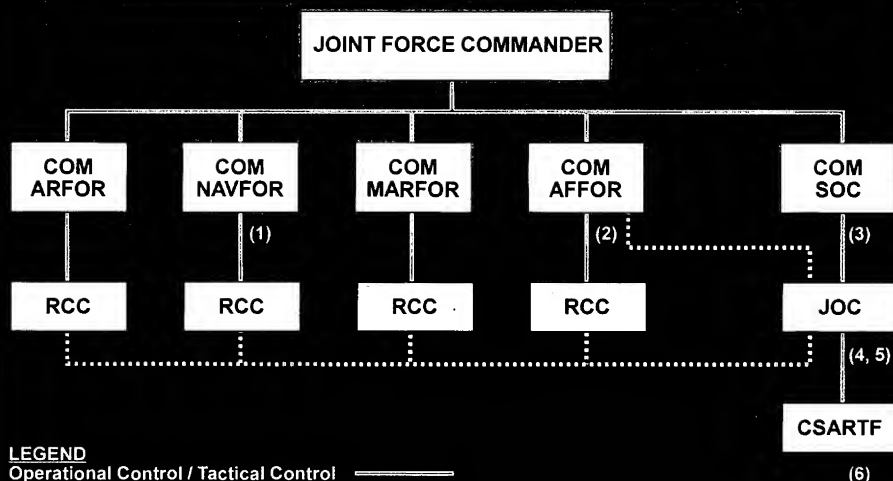 JOINT FORCE COMMANDER
COM
ARFOR
COM
NAVFOR
COM
MARFOR
COM
AFFOR
COM
SOC
(1)
(2)
(3)
RCC
RCC
RCC
RCC
JOC
(4, 5)
CSARTF
LEGEND
Operational Control / Tactical Control
(6)